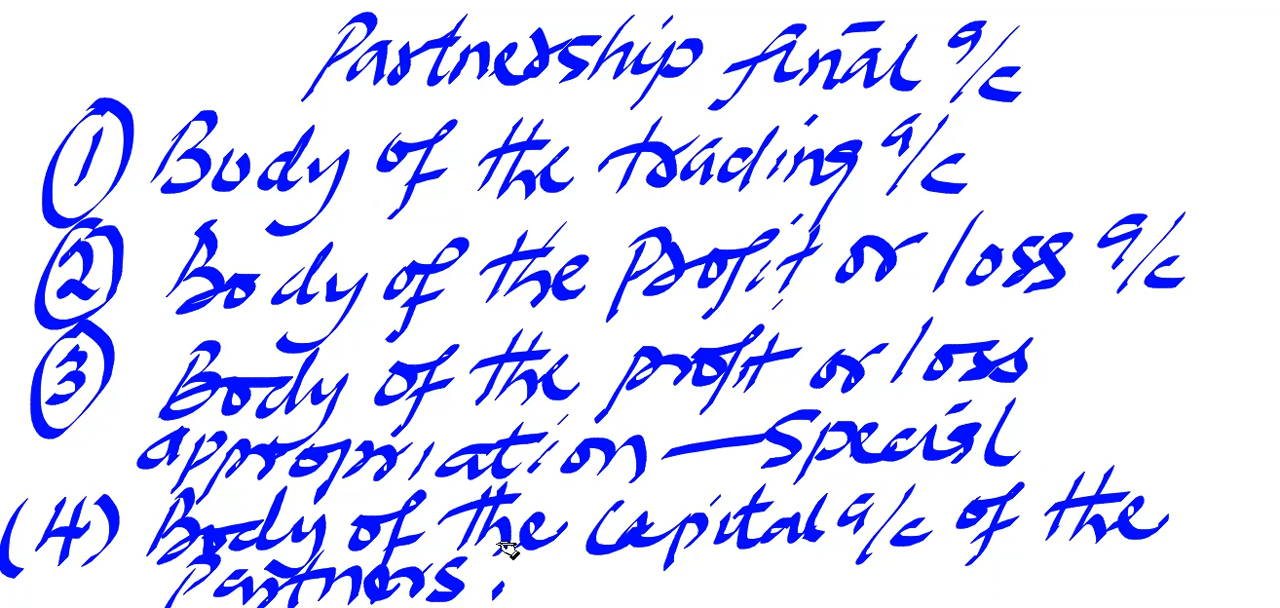 Partnership final a/c
① Body of the trading a/c
② Body of the Profit or loss a/c
③ Body of the profit or loss
appropriation — Special
(4) Body of the Capital a/c of the
Partners.